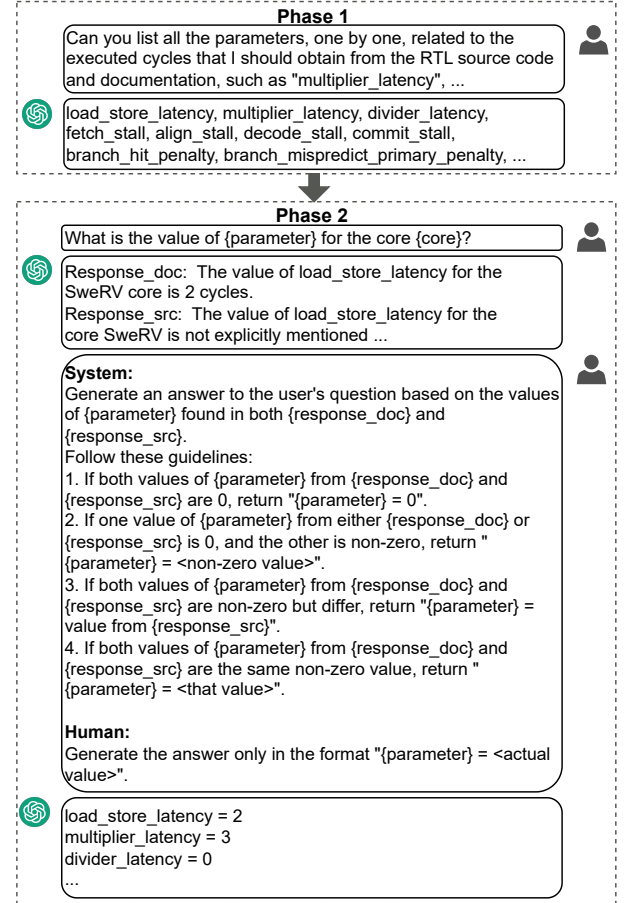 Phase 1
Can you list all the parameters, one by one, related to the
executed cycles that I should obtain from the RTL source code
and documentation, such as "multiplier_latency", ...
load_store_latency, multiplier_latency, divider_latency,
fetch_stall, align_stall, decode_stall, commit_stall,
branch_hit_penalty, branch_mispredict_primary_penalty, ...
Phase 2
What is the value of {parameter} for the core {core}?
Response_doc: The value of load_store_latency for the
SweRV core is 2 cycles.
Response_src: The value of load_store_latency for the
core SweRV is not explicitly mentioned ...
System:
Generate an answer to the user's question based on the values
of {parameter} found in both {response_doc} and
{response_src}.
Follow these guidelines:
1. If both values of {parameter} from {response_doc} and
{response_src} are 0, return "{parameter} = 0".
2. If one value of {parameter} from either {response_doc} or
{response_src} is 0, and the other is non-zero, return "
{parameter} = <non-zero value>".
3. If both values of {parameter} from {response_doc} and
{response_src} are non-zero but differ, return "{parameter} =
value from {response_src}".
4. If both values of {parameter} from {response_doc} and
{response_src} are the same non-zero value, return "
{parameter} = <that value>".
Human:
Generate the answer only in the format "{parameter} = <actual
value>".
load_store_latency = 2
multiplier_latency = 3
divider_latency = 0
...